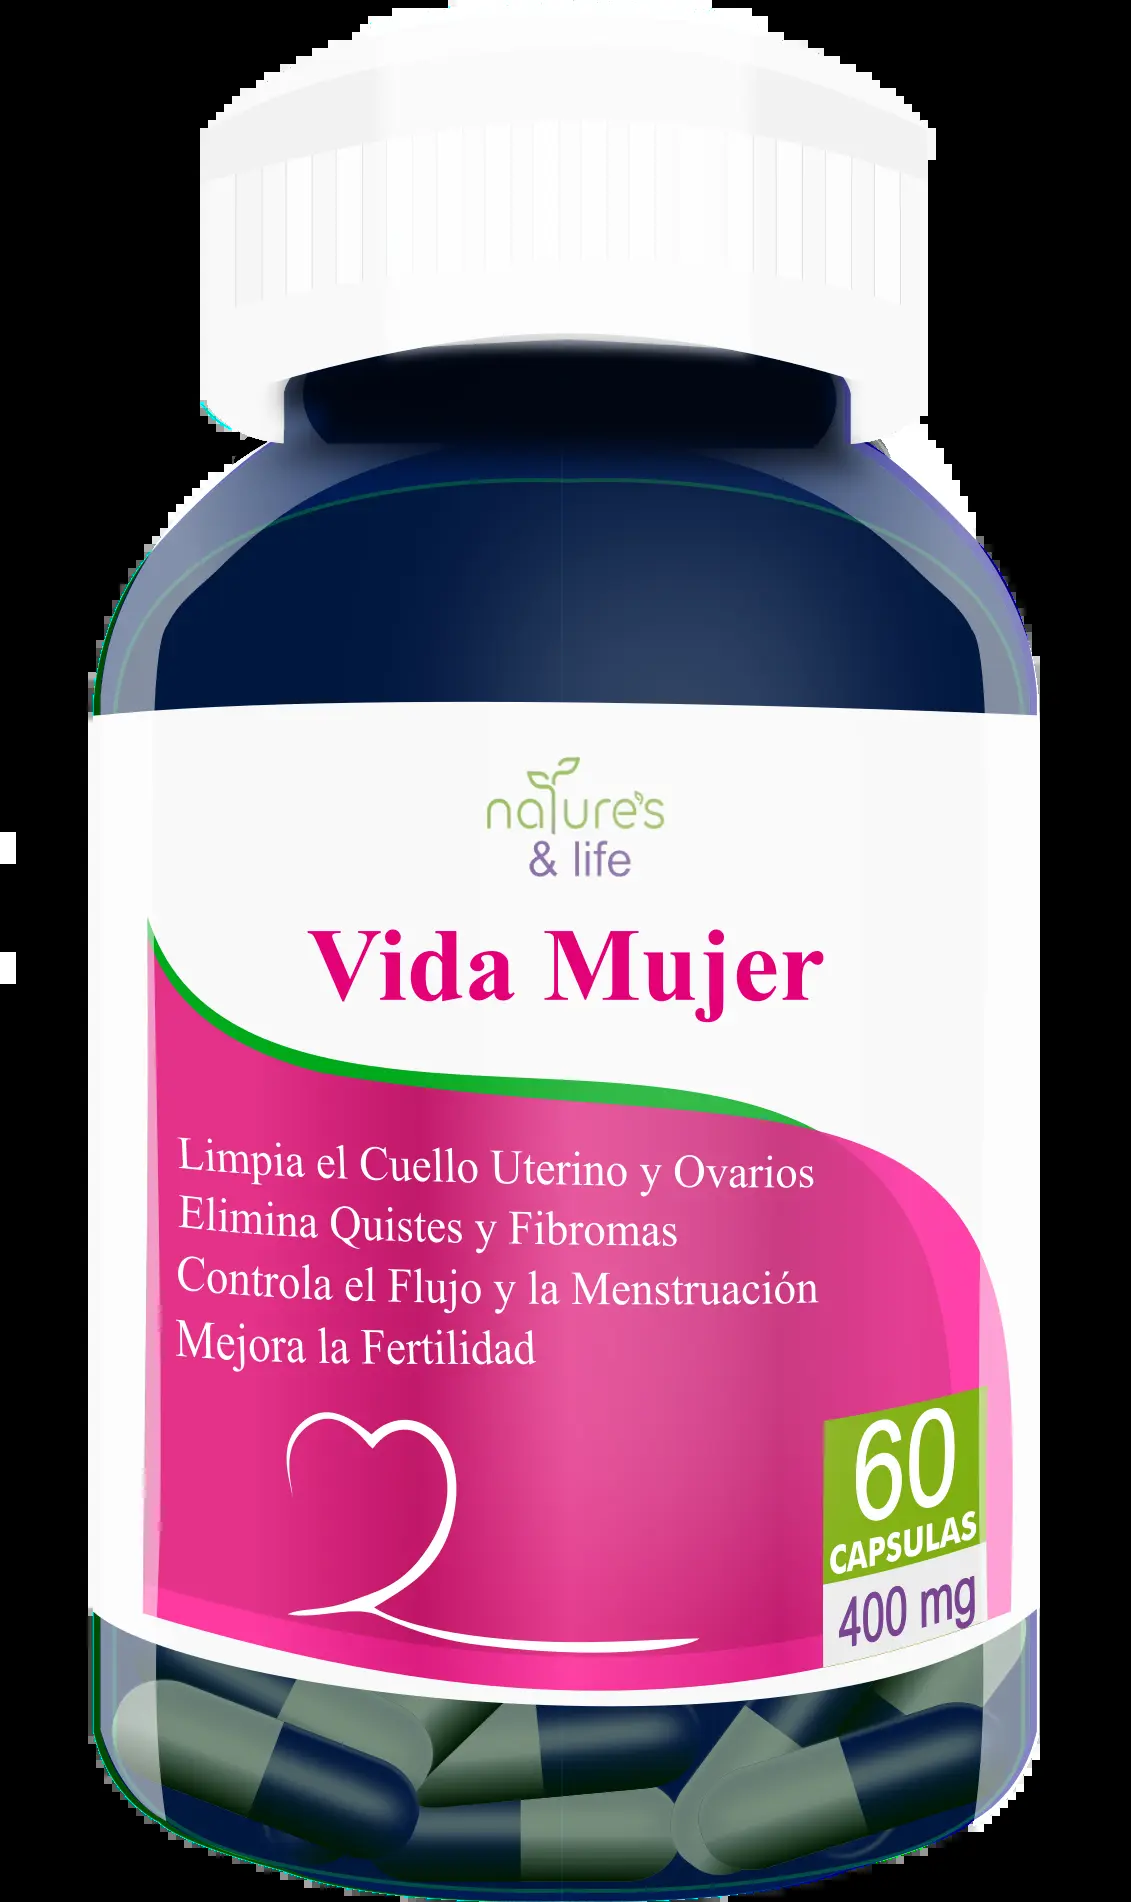 nature's
& life
Vida Mujer
Limpia el Cuello Uterino y Ovarios
Elimina Quistes y Fibromas
Controla el Flujo y la Menstruación
Mejora la Fertilidad
60
CAPSULAS
400 mg